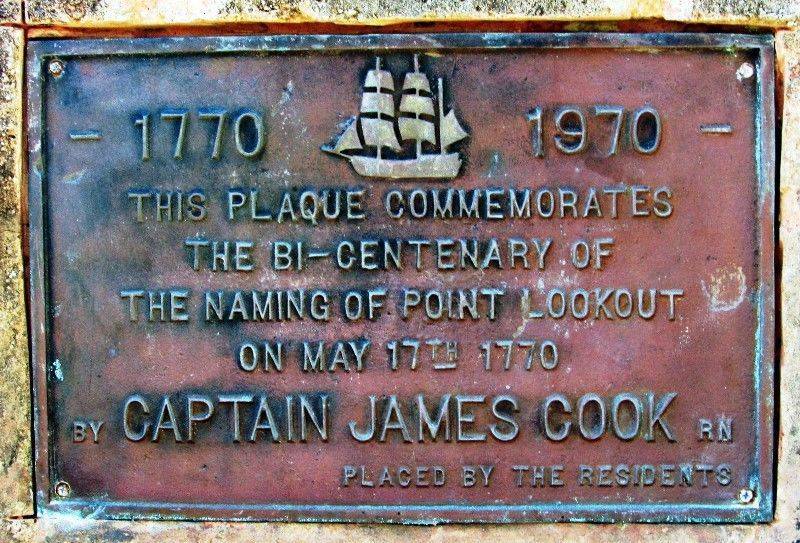 – 1770 1970 –
THIS PLAQUE COMMEMORATES
THE BI-CENTENARY OF
THE NAMING OF POINT LOOKOUT
ON MAY 17TH 1770
BY CAPTAIN JAMES COOK RN
PLACED BY THE RESIDENTS